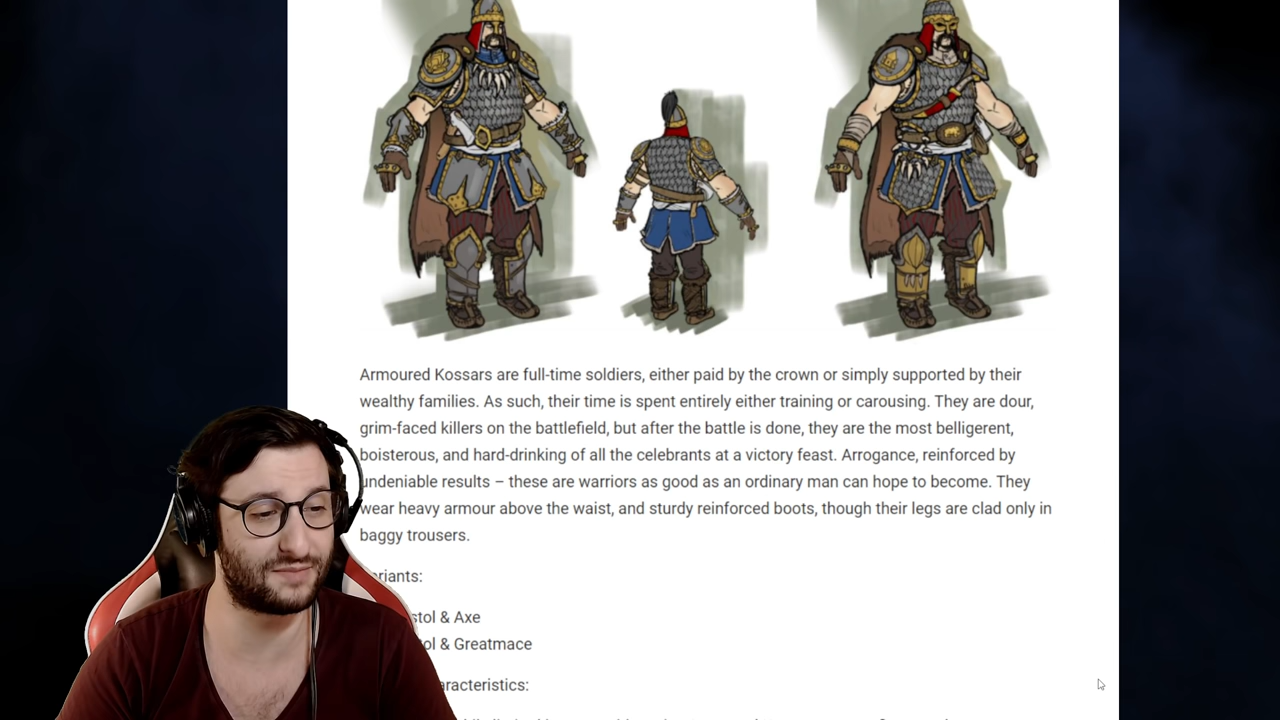 Armoured Kossars are full-time soldiers, either paid by the crown or simply supported by their
wealthy families. As such, their time is spent entirely either training or carousing. They are dour,
grim-faced killers on the battlefield, but after the battle is done, they are the most belligerent,
boisterous, and hard-drinking of all the celebrants at a victory feast. Arrogance, reinforced by
undeniable results – these are warriors as good as an ordinary man can hope to become. They
wear heavy armour above the waist, and sturdy reinforced boots, though their legs are clad only in
baggy trousers.
ariants:
stol & Axe
tol & Greatmace
aracteristics: